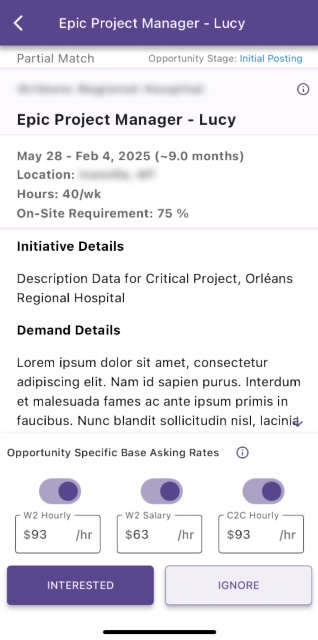 Epic Project Manager - Lucy
Partial Match
Opportunity Stage: Initial Posting
Epic Project Manager - Lucy
May 28 - Feb 4, 2025 (~9.0 months)
Location:
Hours: 40/wk
On-Site Requirement: 75 %
Initiative Details
Description Data for Critical Project, Orléans
Regional Hospital
Demand Details
Lorem ipsum dolor sit amet, consectetur
adipiscing elit. Nam id sapien purus. Interdum
et malesuada fames ac ante ipsum primis in
faucibus. Nunc blandit sollicitudin nisl, lacinia
Opportunity Specific Base Asking Rates
W2 Hourly
W2 Salary
C2C Hourly
$93 /hr
$63 /hr
$93 /hr
INTERESTED
IGNORE